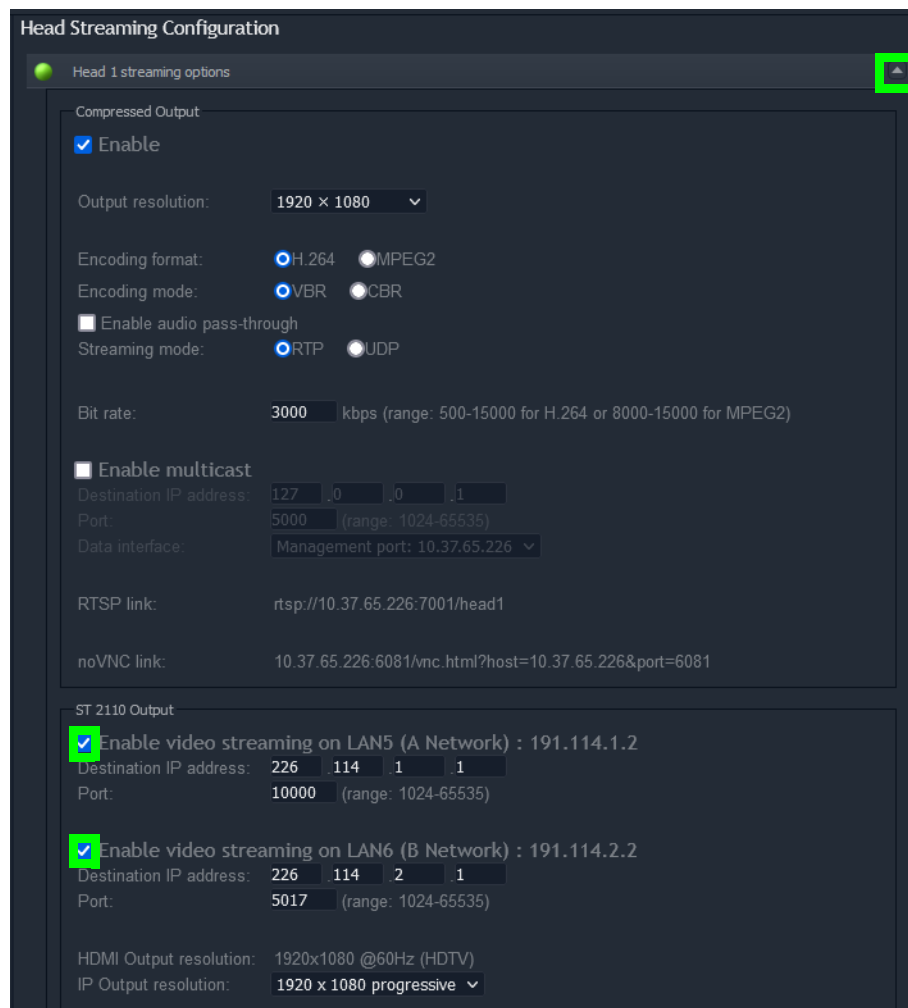 Head Streaming Configuration
Head 1 streaming options
Compressed Output
Enable
Output resolution: 1920 × 1080
Encoding format: H.264 MPEG2
Encoding mode: VBR CBR
Enable audio pass-through
Streaming mode: RTP UDP
Bit rate: 3000 kbps (range: 500-15000 for H.264 or 8000-15000 for MPEG2)
Enable multicast
Destination IP address: 127 .0 .0 .1
Port: 5000 (range: 1024-65535)
Data interface: Management port: 10.37.65.226
RTSP link: rtsp://10.37.65.226:7001/head1
noVNC link: 10.37.65.226:6081/vnc.html?host=10.37.65.226&port=6081
ST 2110 Output
Enable video streaming on LAN5 (A Network) : 191.114.1.2
Destination IP address: 226 .114 .1 .1
Port: 10000 (range: 1024-65535)
Enable video streaming on LAN6 (B Network) : 191.114.2.2
Destination IP address: 226 .114 .2 .1
Port: 5017 (range: 1024-65535)
HDMI Output resolution: 1920x1080 @60Hz (HDTV)
IP Output resolution: 1920 x 1080 progressive